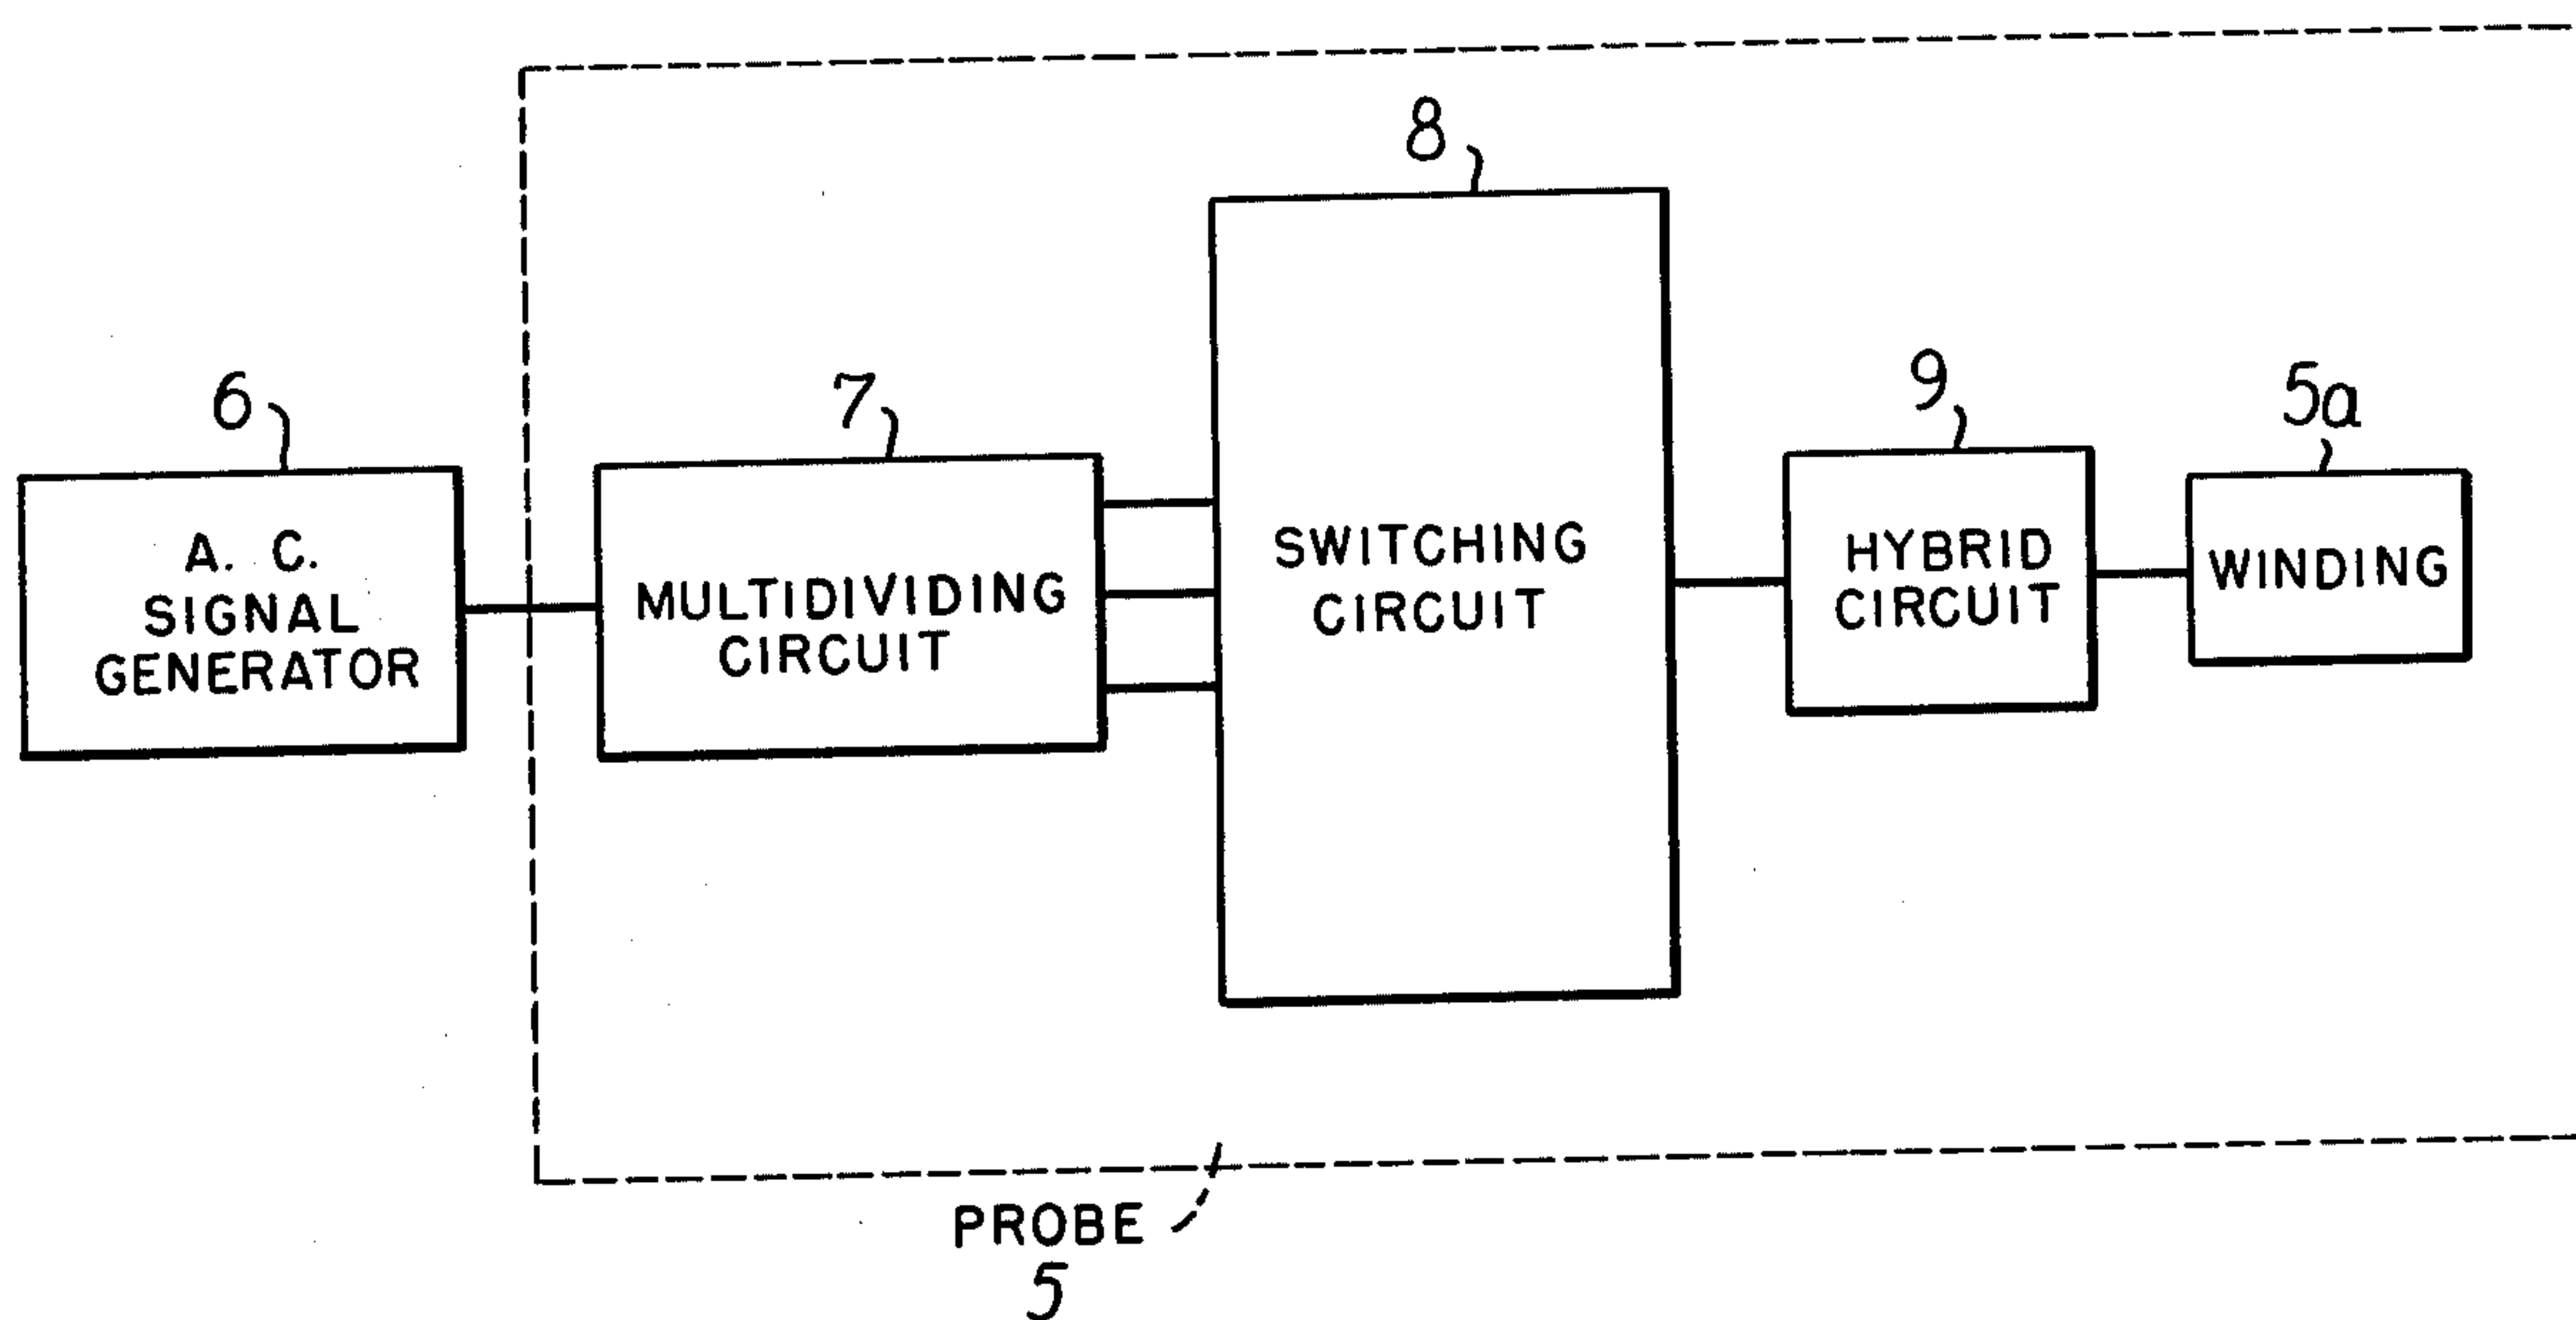 8
6
7
9
5a
A. C.
SIGNAL
GENERATOR
MULTIDIVIDING
CIRCUIT
SWITCHING
CIRCUIT
HYBRID
CIRCUIT
WINDING
PROBE
5